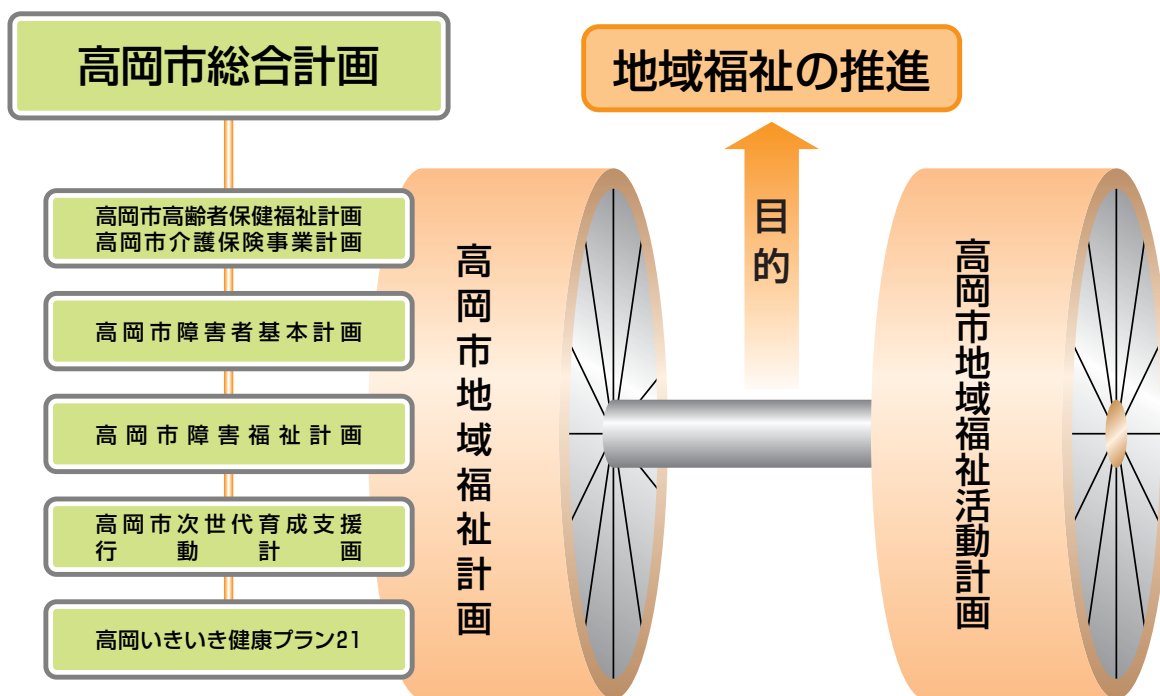 高岡市総合計画
地域福祉の推進
目的
高岡市高齢者保健福祉計画
高岡市介護保険事業計画
高岡市障害者基本計画
高岡市障害福祉計画
高岡市次世代育成支援
行動計画
高岡いきいき健康プラン21
高岡市地域福祉計画
高岡市地域福祉活動計画